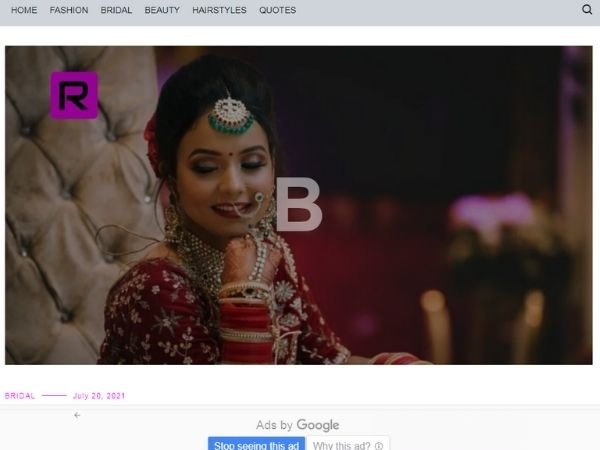 HOME FASHION BRIDAL BEAUTY HAIRSTYLES QUOTES
R
B
BRIDAL July 20, 2021
Ads by Google
Stop seeing this ad Why this ad?